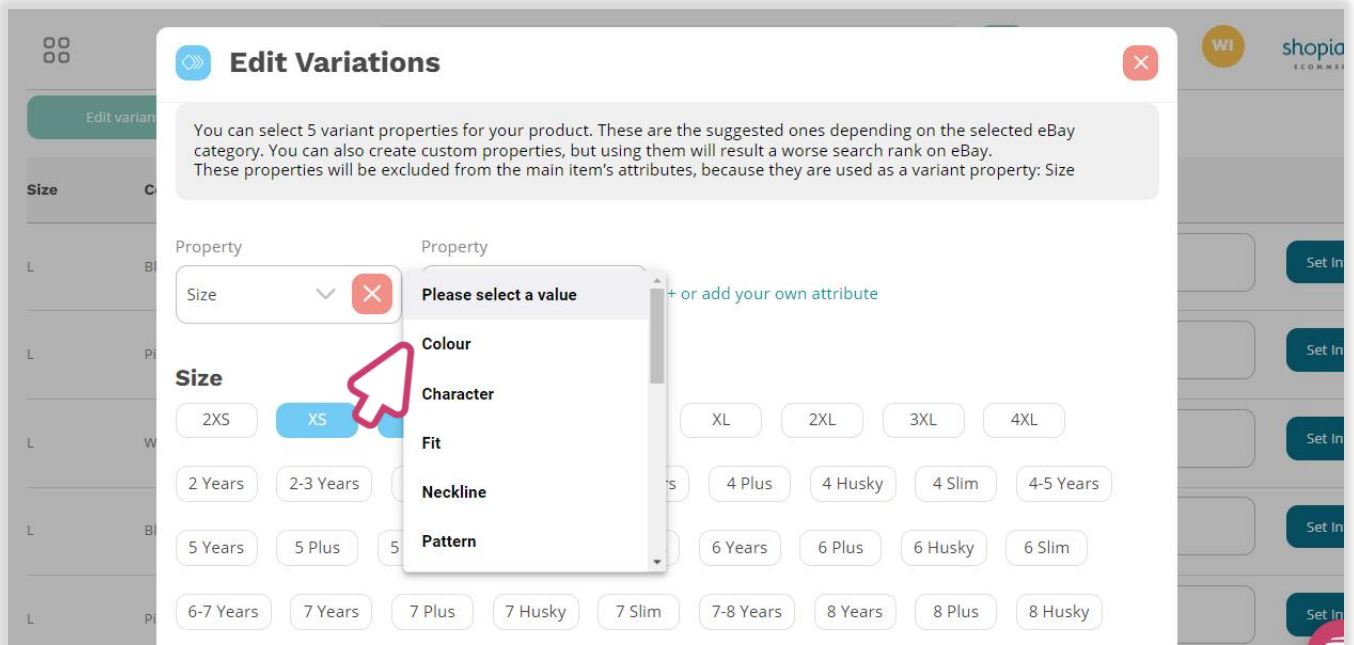 Edit Variations
WI
shopia
Edit varian
You can select 5 variant properties for your product. These are the suggested ones depending on the selected eBay
category. You can also create custom properties, but using them will result a worse search rank on eBay.
These properties will be excluded from the main item's attributes, because they are used as a variant property: Size
Size
Property
Property
Size
Please select a value
+ or add your own attribute
Colour
Character
Fit
Neckline
Pattern
Size
2XS
XS
XL
2XL
3XL
4XL
2 Years
2-3 Years
4 Plus
4 Husky
4 Slim
4-5 Years
5 Years
5 Plus
5
6 Years
6 Plus
6 Husky
6 Slim
6-7 Years
7 Years
7 Plus
7 Husky
7 Slim
7-8 Years
8 Years
8 Plus
8 Husky
L
Bl
Set In
L
Pi
Set In
L
W
Set In
L
Bl
Set In
L
Pi
Set In